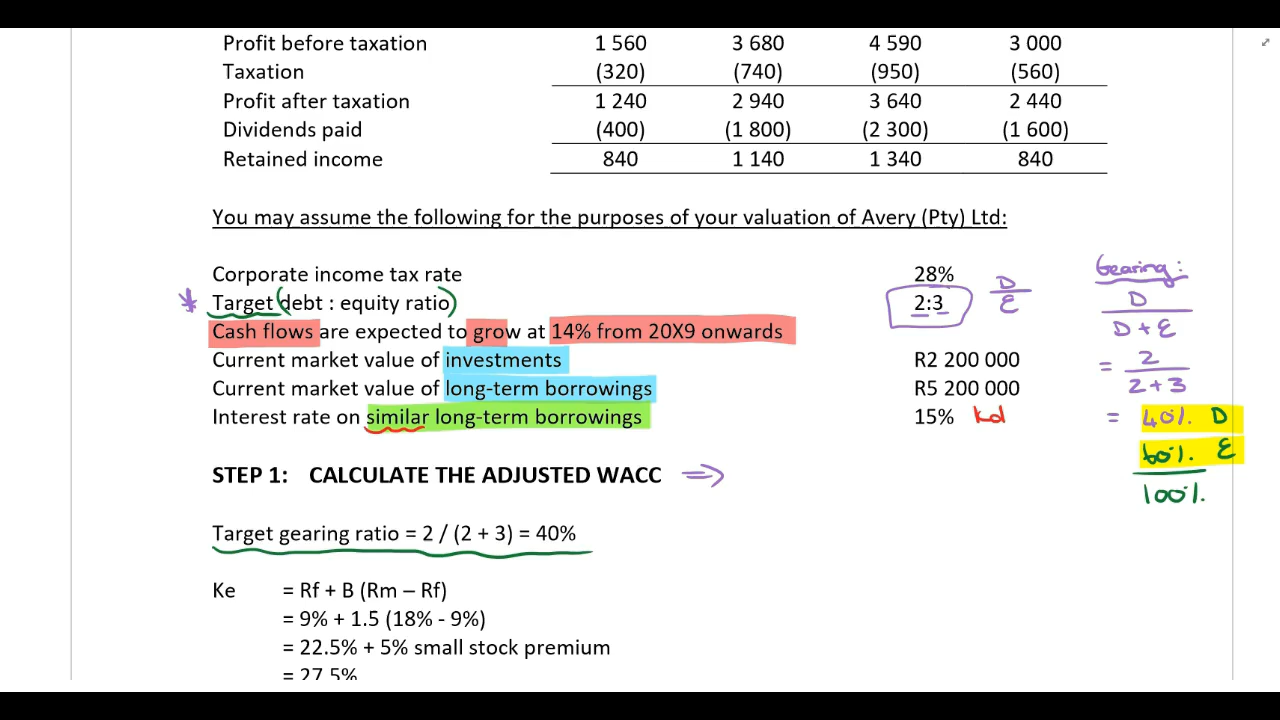 Profit before taxation 1 560 3 680 4 590 3 000
Taxation (320) (740) (950) (560)
Profit after taxation 1 240 2 940 3 640 2 440
Dividends paid (400) (1 800) (2 300) (1 600)
Retained income 840 1 140 1 340 840
You may assume the following for the purposes of your valuation of Avery (Pty) Ltd:
Corporate income tax rate 28%
* Target (debt : equity ratio) 2:3
Cash flows are expected to grow at 14% from 20X9 onwards
Current market value of investments R2 200 000
Current market value of long-term borrowings R5 200 000
Interest rate on similar long-term borrowings 15% kd
STEP 1: CALCULATE THE ADJUSTED WACC ⇒
Target gearing ratio = 2 / (2 + 3) = 40%
Ke = Rf + B (Rm – Rf)
= 9% + 1.5 (18% - 9%)
= 22.5% + 5% small stock premium
= 27.5%
D
E
Gearing:
D
D + E
= 2
2 + 3
= 40% D
60% E
100%